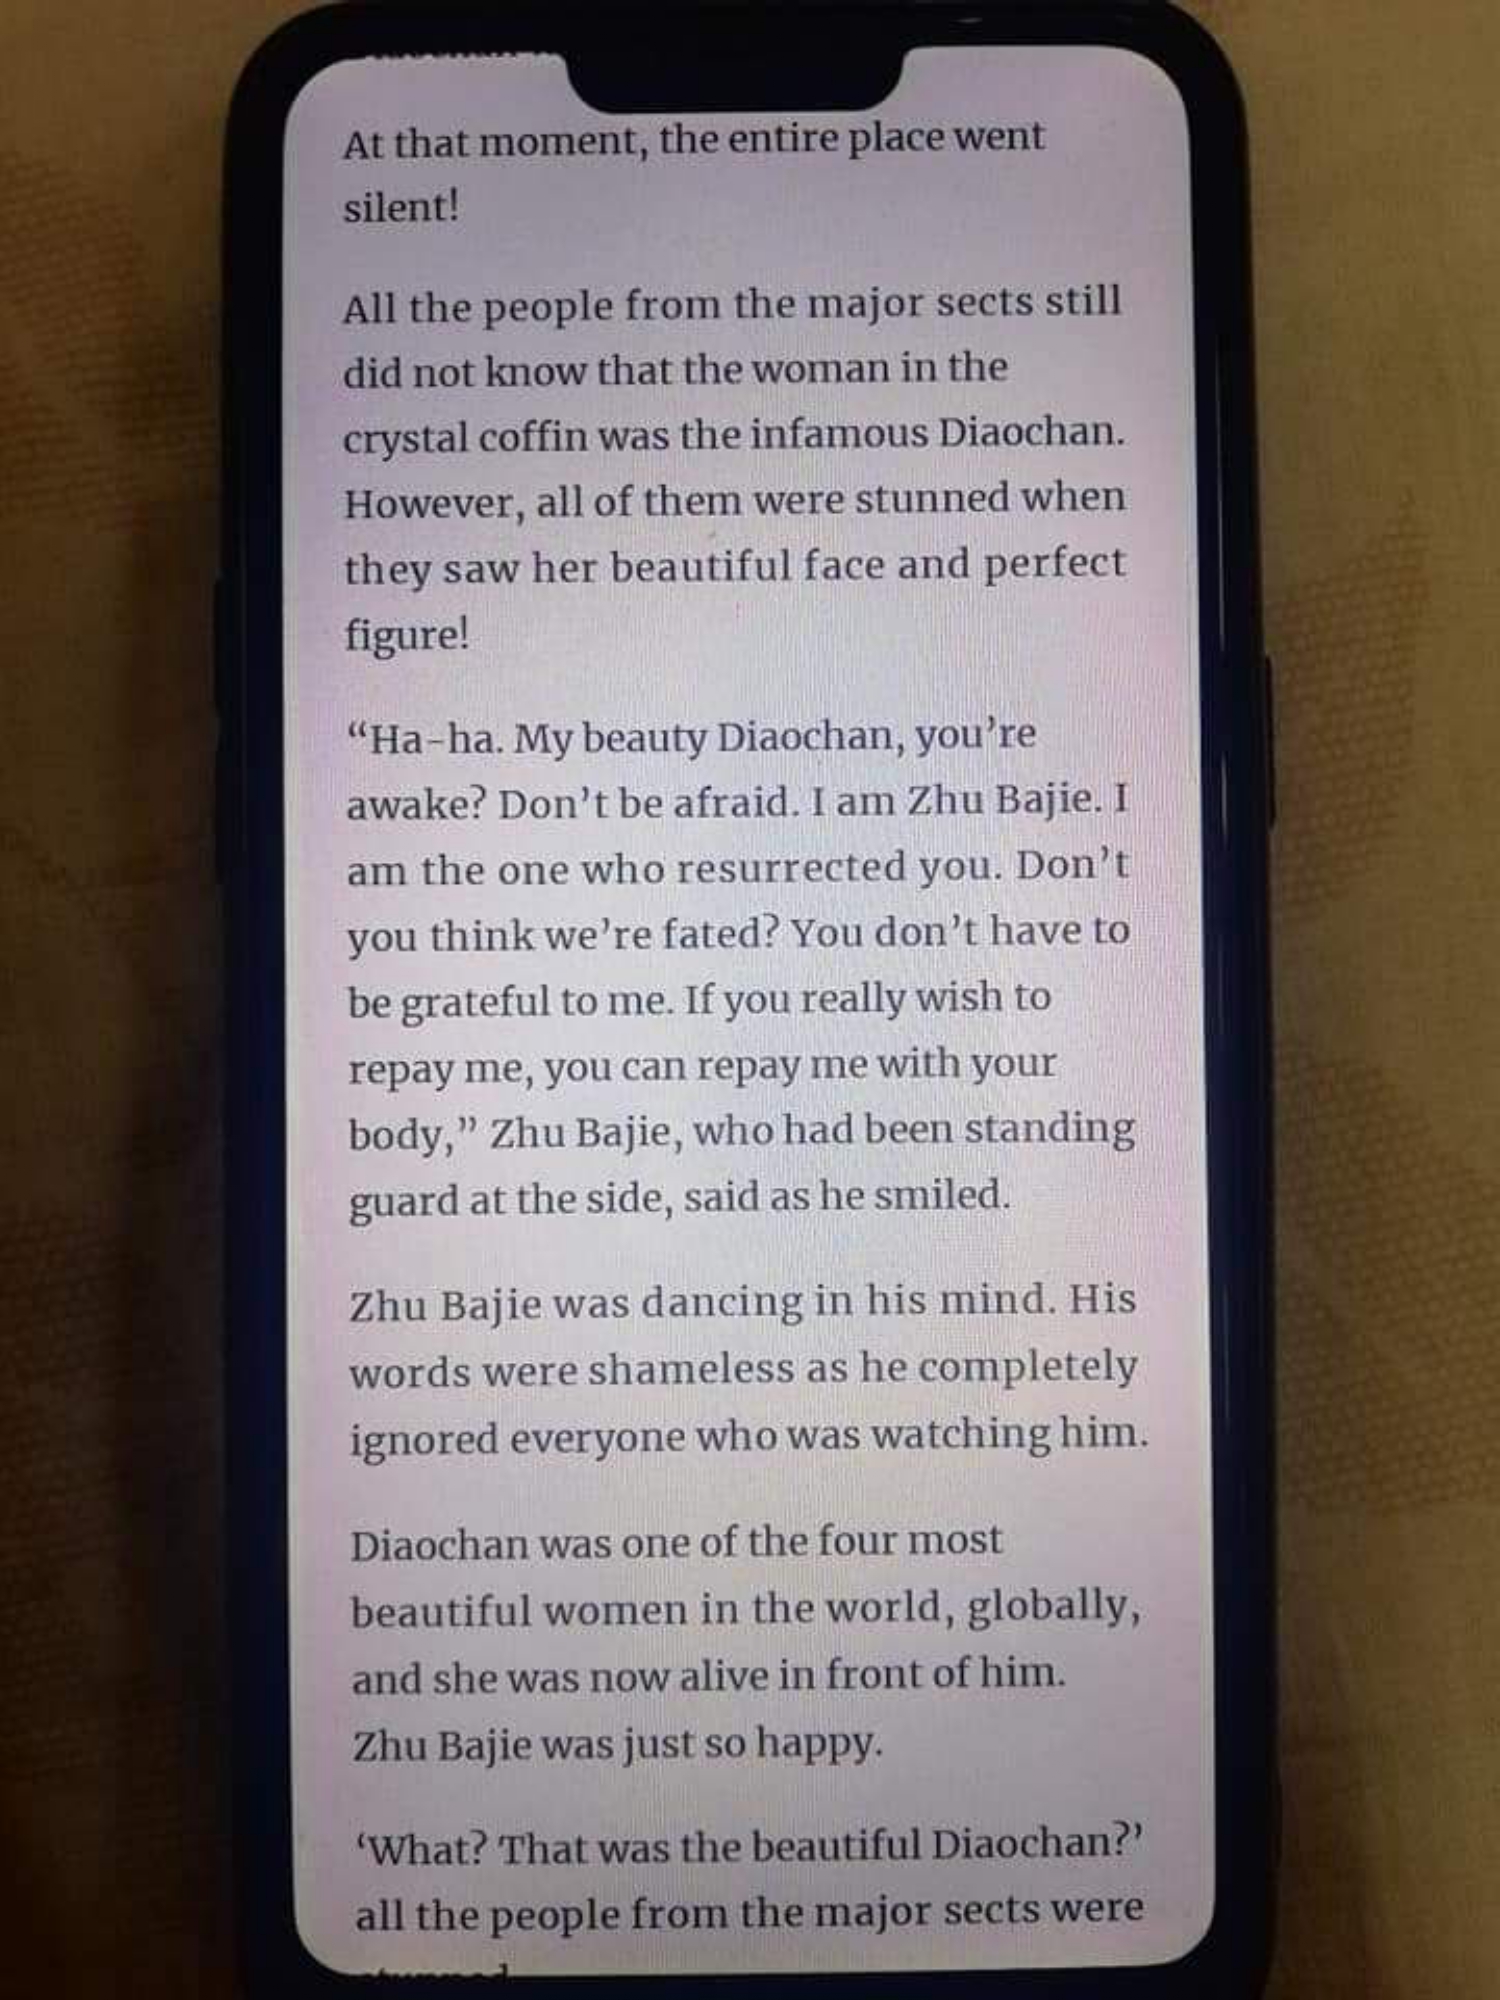 At that moment, the entire place went
silent!
All the people from the major sects still
did not know that the woman in the
crystal coffin was the infamous Diaochan.
However, all of them were stunned when
they saw her beautiful face and perfect
figure!
“Ha-ha. My beauty Diaochan, you’re
awake? Don’t be afraid. I am Zhu Bajie. I
am the one who resurrected you. Don’t
you think we’re fated? You don’t have to
be grateful to me. If you really wish to
repay me, you can repay me with your
body,” Zhu Bajie, who had been standing
guard at the side, said as he smiled.
Zhu Bajie was dancing in his mind. His
words were shameless as he completely
ignored everyone who was watching him.
Diaochan was one of the four most
beautiful women in the world, globally,
and she was now alive in front of him.
Zhu Bajie was just so happy.
‘What? That was the beautiful Diaochan?’
all the people from the major sects were